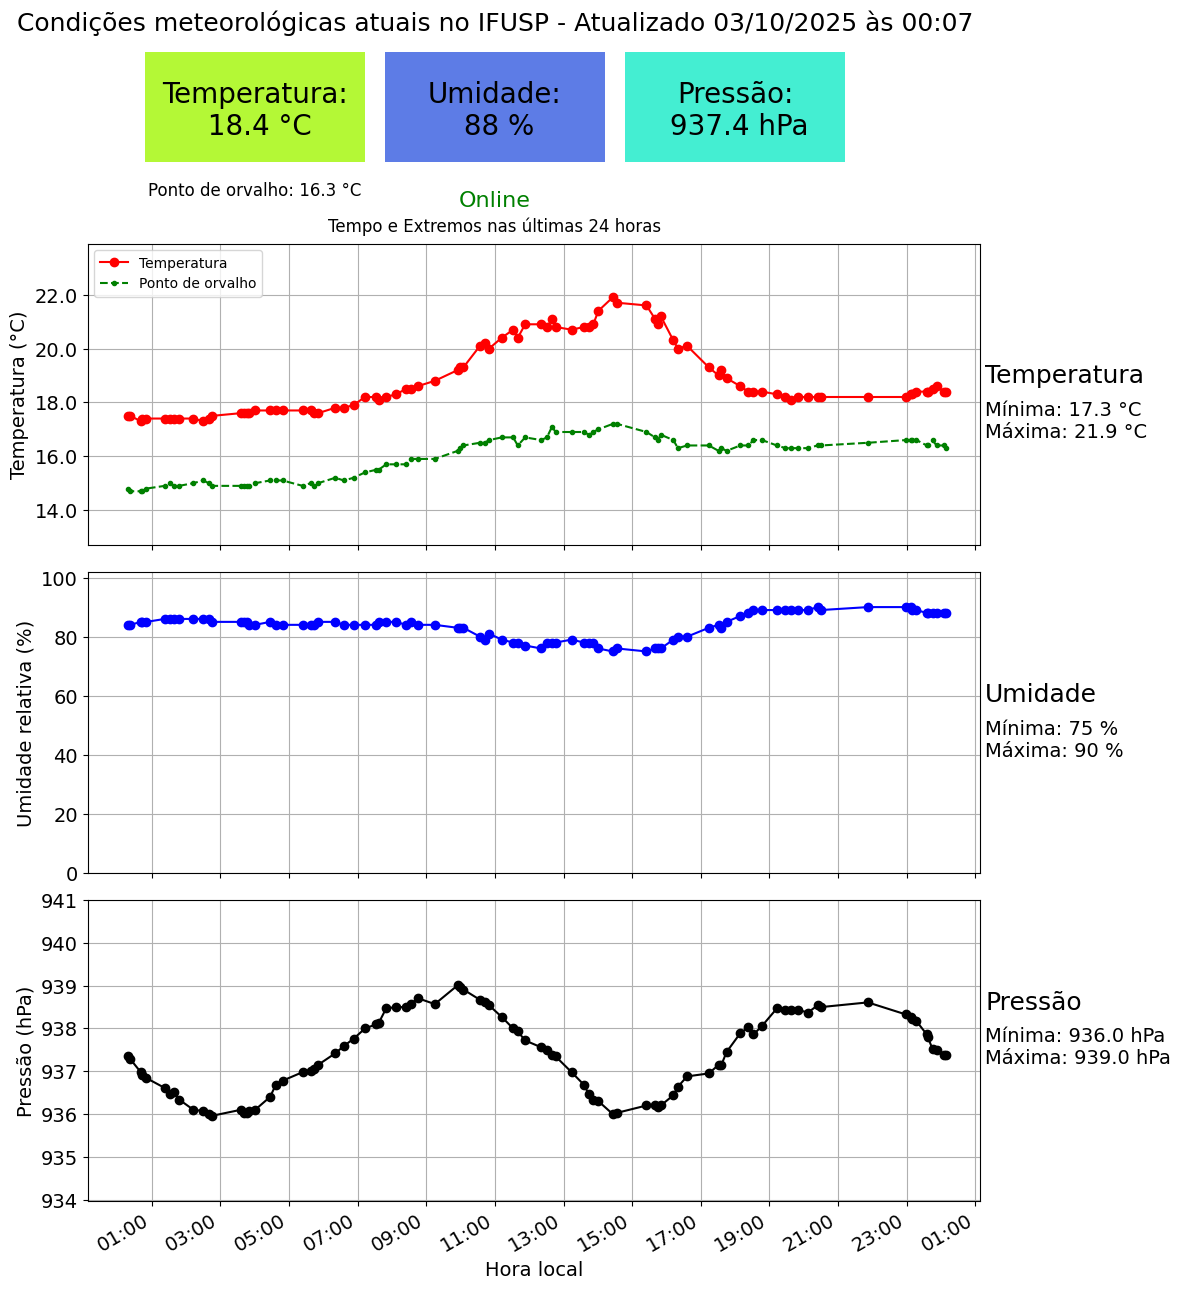 Condições meteorológicas atuais no IFUSP - Atualizado 03/10/2025 às 00:07
Temperatura:
18.4 °C
Umidade:
88 %
Pressão:
937.4 hPa
Ponto de orvalho: 16.3 °C
Online
Tempo e Extremos nas últimas 24 horas
Temperatura
Ponto de orvalho
Temperatura (°C)
22.0
20.0
18.0
16.0
14.0
Temperatura
Mínima: 17.3 °C
Máxima: 21.9 °C
Umidade relativa (%)
100
80
60
40
20
0
Umidade
Mínima: 75 %
Máxima: 90 %
Pressão (hPa)
941
940
939
938
937
936
935
934
Pressão
Mínima: 936.0 hPa
Máxima: 939.0 hPa
01:00
03:00
05:00
07:00
09:00
11:00
13:00
15:00
17:00
19:00
21:00
23:00
01:00
Hora local